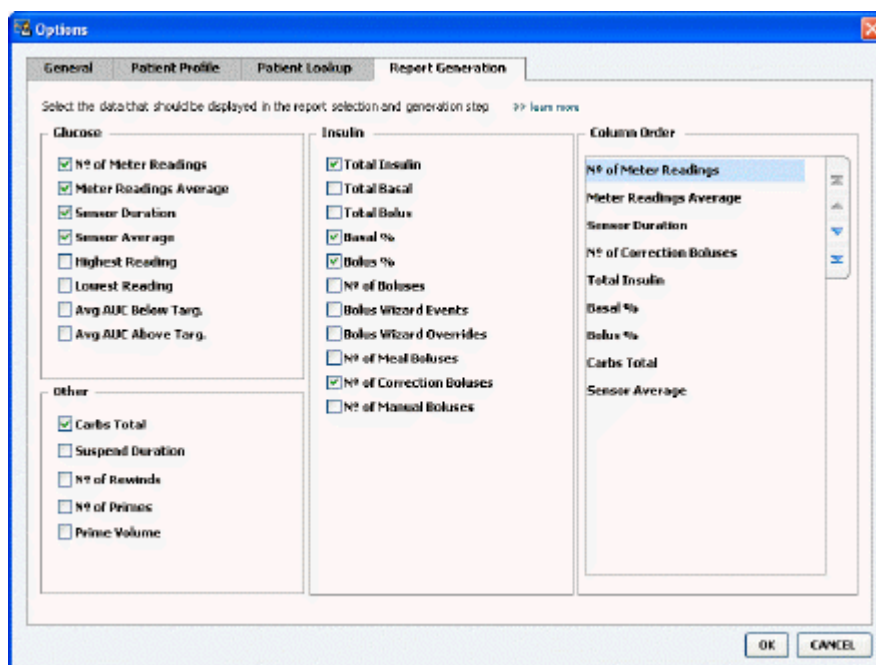 Options
General
Patient Profile
Patient Lookup
Report Generation
Select the data that should be displayed in the report selection and generation step >> learn more
Glucose
Nº of Meter Readings
Meter Readings Average
Sensor Duration
Sensor Average
Highest Reading
Lowest Reading
Avg AUC Below Targ.
Avg AUC Above Targ.
Other
Carbs Total
Suspend Duration
Nº of Rewinds
Nº of Primes
Prime Volume
Insulin
Total Insulin
Total Basal
Total Bolus
Basal %
Bolus %
Nº of Boluses
Bolus Wizard Events
Bolus Wizard Overrides
Nº of Meal Boluses
Nº of Correction Boluses
Nº of Manual Boluses
Column Order
Nº of Meter Readings
Meter Readings Average
Sensor Duration
Nº of Correction Boluses
Total Insulin
Basal %
Bolus %
Carbs Total
Sensor Average
OK
CANCEL